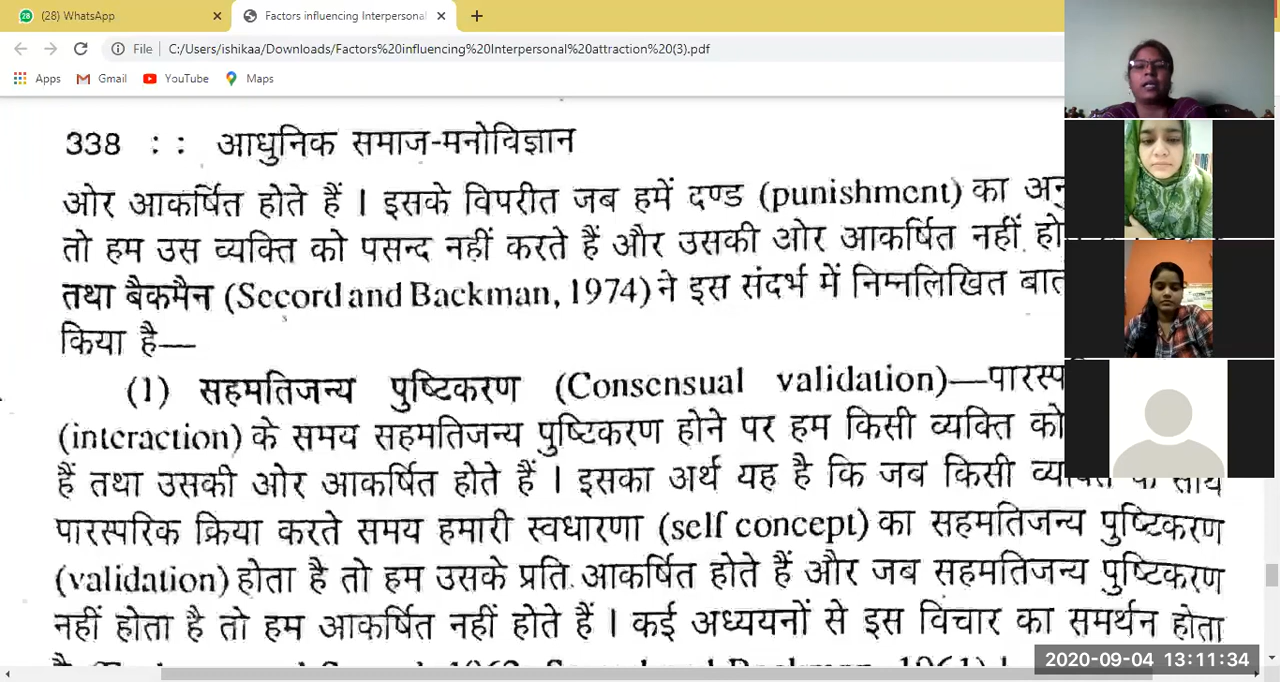 28
(28) WhatsApp
Factors influencing Interpersonal
File
C:/Users/ishikaa/Downloads/Factors%20influencing%20Interpersonal%20attraction%20(3).pdf
Apps
Gmail
YouTube
Maps
338 : : आधुनिक समाज-मनोविज्ञान
ओर आकर्षित होते हैं । इसके विपरीत जब हमें दण्ड (punishment) का
तो हम उस व्यक्ति को पसन्द नहीं करते हैं और उसकी ओर आकर्षित नहीं
तथा बैकमैन (Secord and Backman, 1974) ने इस संदर्भ में निम्नलिखित
किया है—
(1) सहमतिजन्य पुष्टिकरण (Consensual validation)—
(interaction) के समय सहमतिजन्य पुष्टिकरण होने पर हम किसी व्यक्ति को
हैं तथा उसकी ओर आकर्षित होते हैं । इसका अर्थ यह है कि जब किसी
पारस्परिक क्रिया करते समय हमारी स्वधारणा (self concept) का सहमतिजन्य पुष्टिकरण
(validation) होता है तो हम उसके प्रति आकर्षित होते हैं और जब सहमतिजन्य पुष्टिकरण
नहीं होता है तो हम आकर्षित नहीं होते हैं । कई अध्ययनों से इस विचार का समर्थन होता
2020-09-04 13:11:34